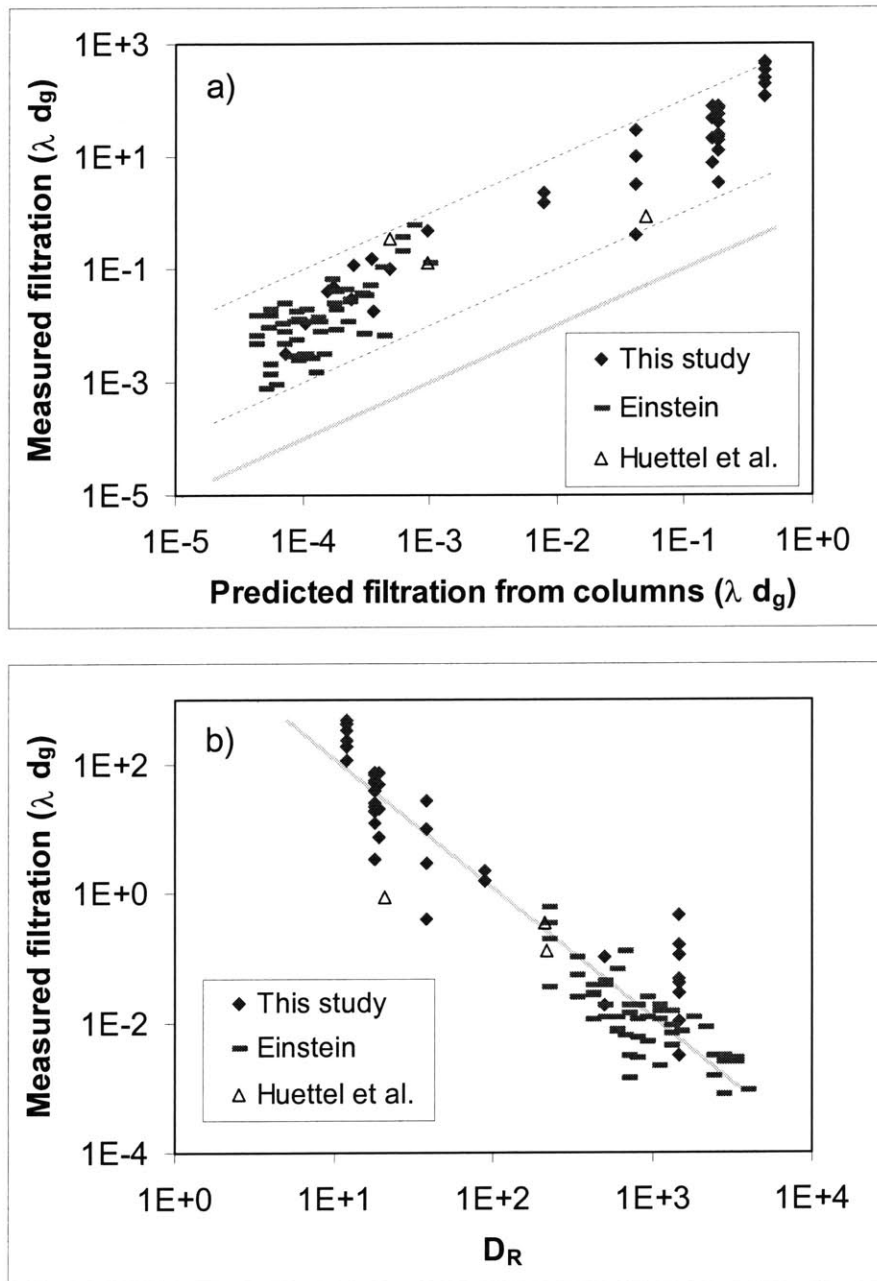 a)
1E+3
1E+1
1E-1
1E-3
1E-5
Measured filtration (λ dg)
This study
Einstein
Huettel et al.
1E-5 1E-4 1E-3 1E-2 1E-1 1E+0
Predicted filtration from columns (λ dg)
b)
1E+2
1E+0
1E-2
1E-4
Measured filtration (λ dg)
This study
Einstein
Huettel et al.
1E+0 1E+1 1E+2 1E+3 1E+4
DR